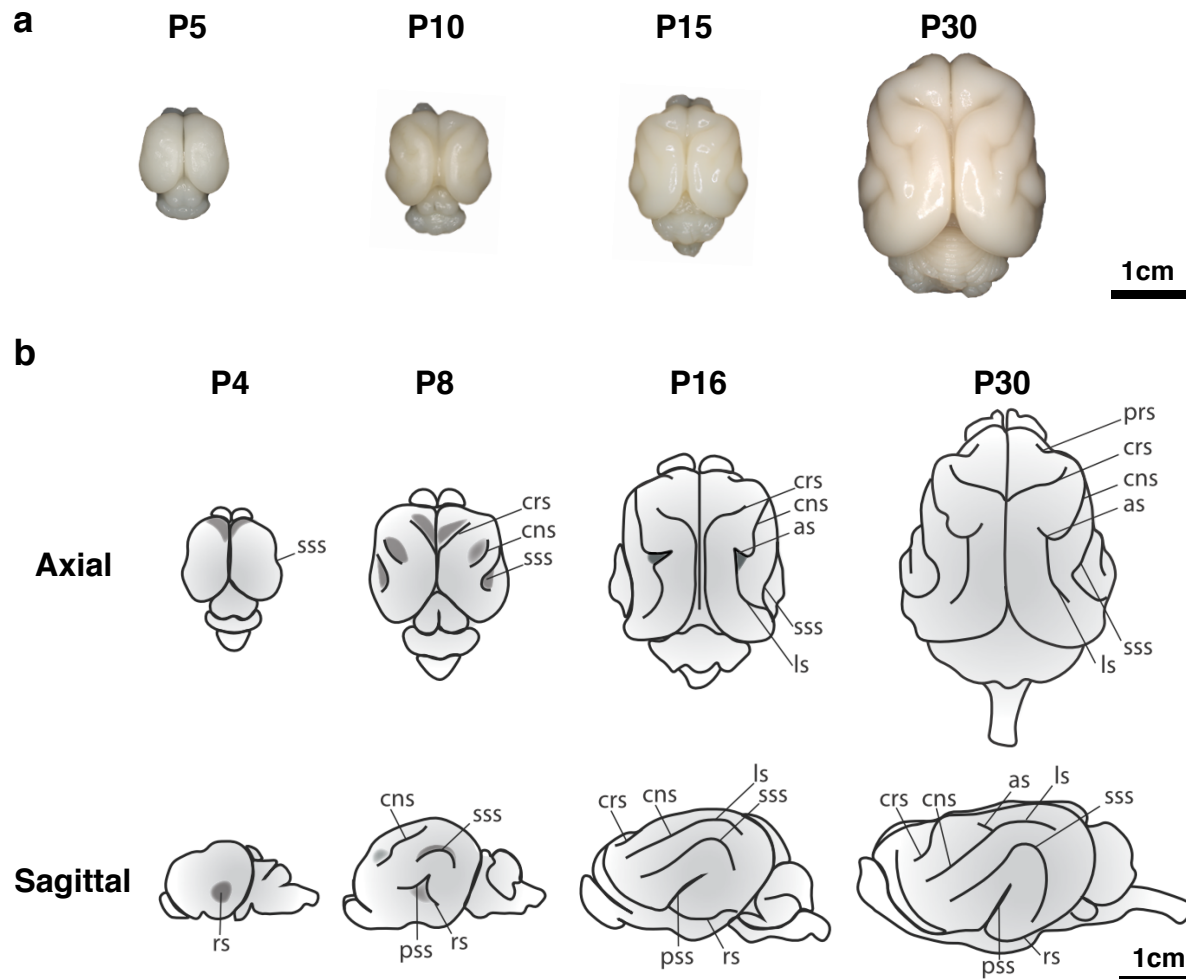 a
P5 P10 P15 P30
1cm
b
P4 P8 P16 P30
Axial
sss
crs
cns
sss
crs
cns
as
sss
ls
prs
crs
cns
as
sss
ls
Sagittal
rs
cns
sss
pss
rs
crs
cns
ls
sss
pss
rs
crs
cns
as
ls
sss
pss
rs
1cm